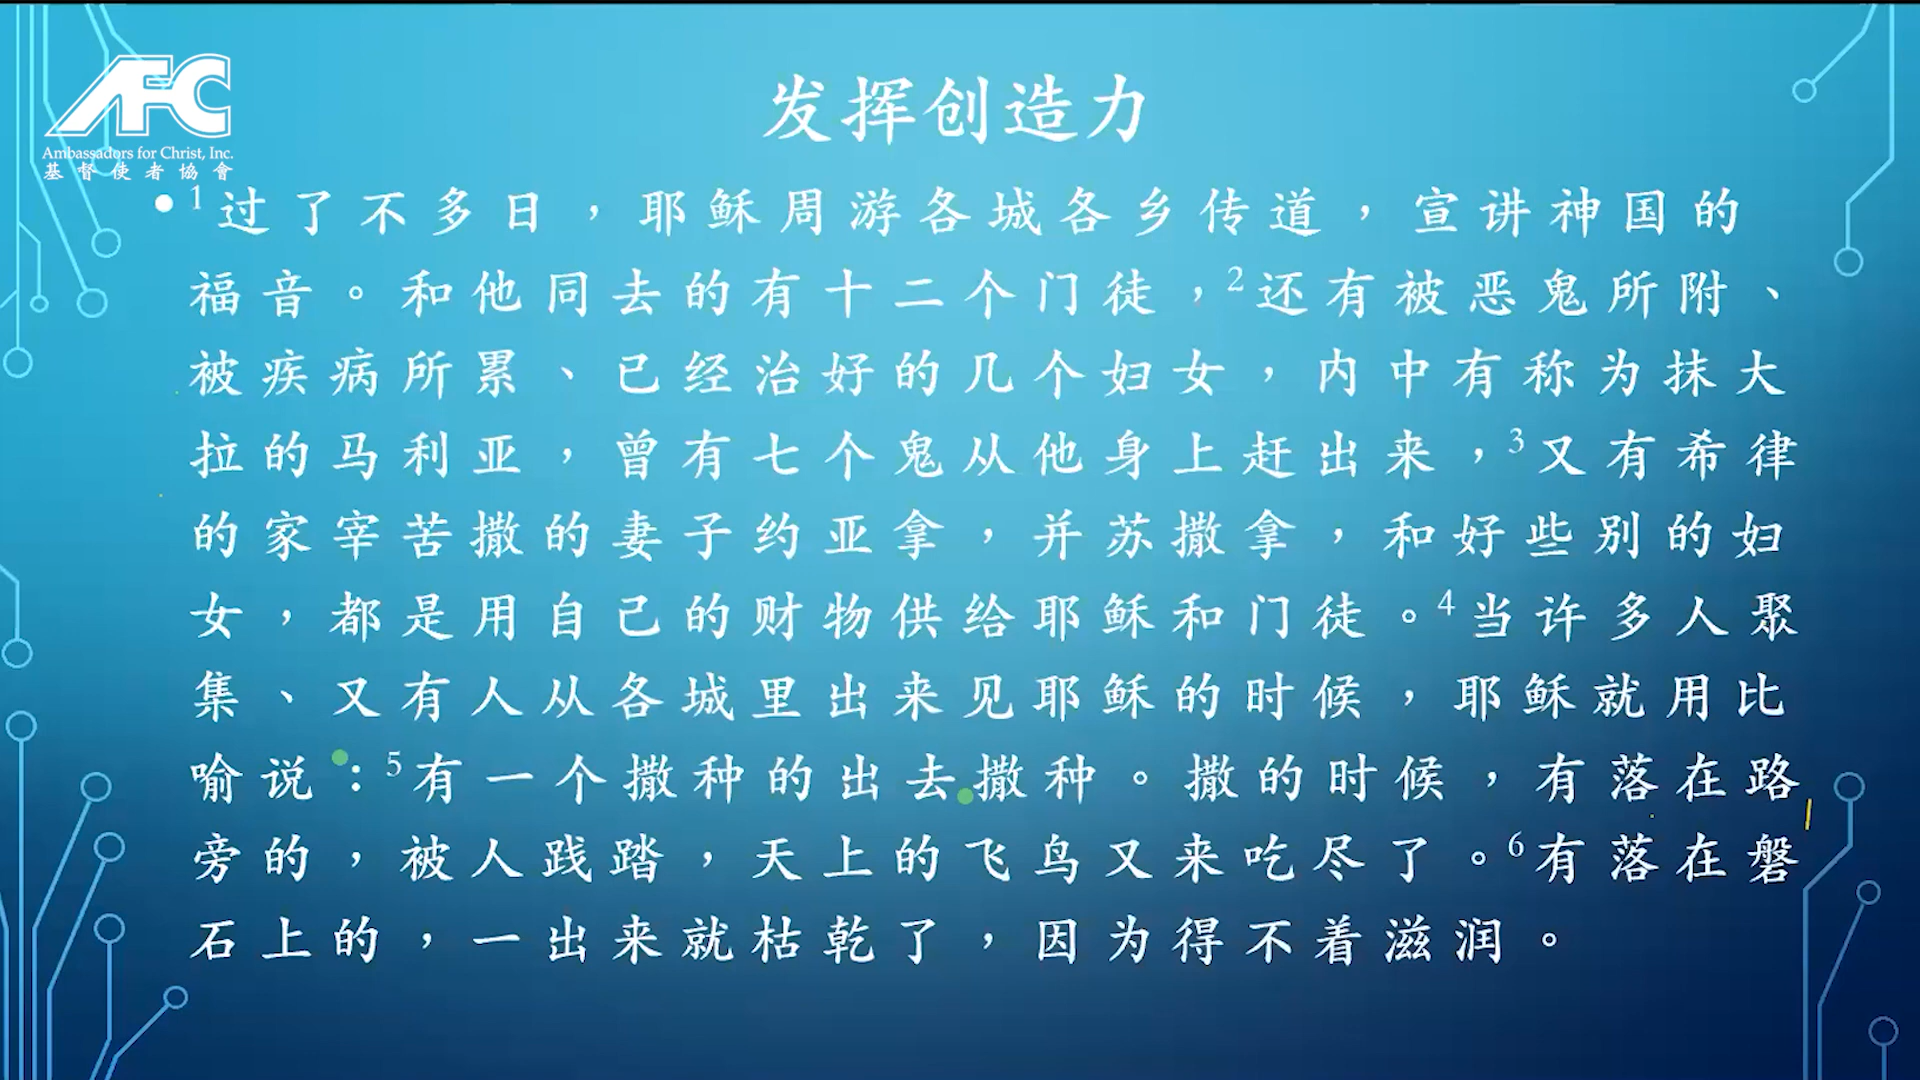 AFC
Ambassadors for Christ, Inc.
基督使者協會
发挥创造力
• 1过了不多日，耶稣周游各城各乡传道，宣讲神国的
福音。和他同去的有十二个门徒，2还有被恶鬼所附、
被疾病所累、已经治好的几个妇女，内中有称为抹大
拉的马利亚，曾有七个鬼从他身上赶出来，3又有希律
的家宰苦撒的妻子约亚拿，并苏撒拿，和好些别的妇
女，都是用自己的财物供给耶稣和门徒。4当许多人聚
集、又有人从各城里出来见耶稣的时候，耶稣就用比
喻说：5有一个撒种的出去撒种。撒的时候，有落在路
旁的，被人践踏，天上的飞鸟又来吃尽了。6有落在磐
石上的，一出来就枯乾了，因为得不着滋润。